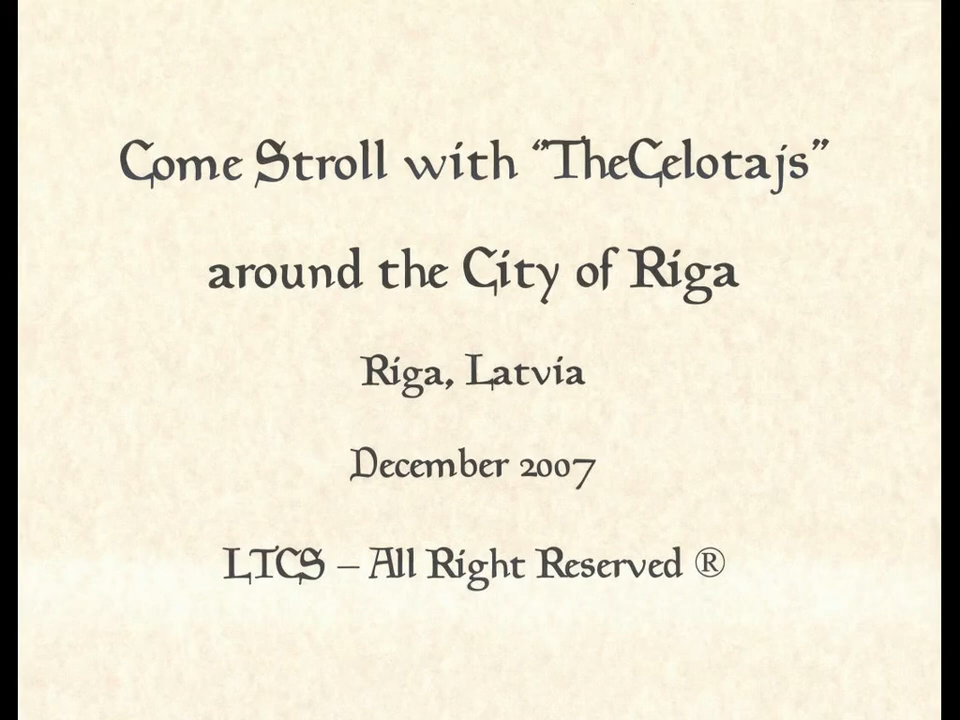 Come Stroll with “TheCelotajs”
around the City of Riga
Riga, Latvia
December 2007
LTCS – All Right Reserved ®